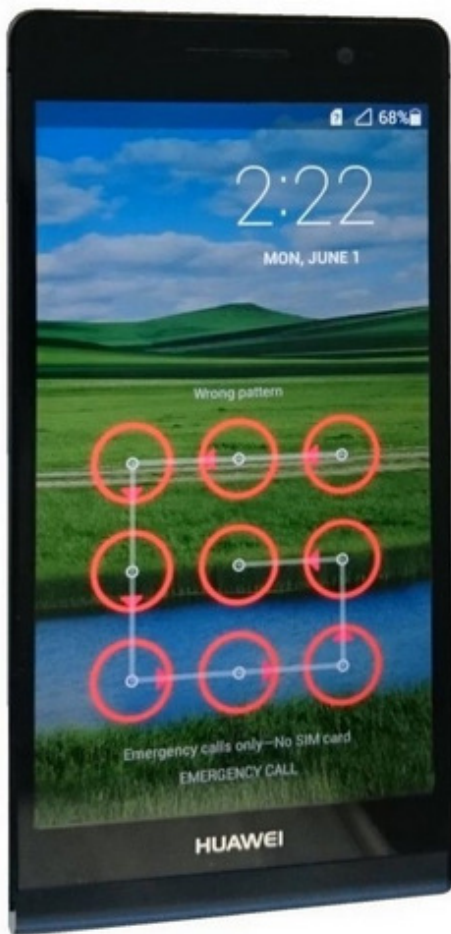 68%
2:22
MON, JUNE 1
Wrong pattern
Emergency calls only—No SIM card
EMERGENCY CALL
HUAWEI